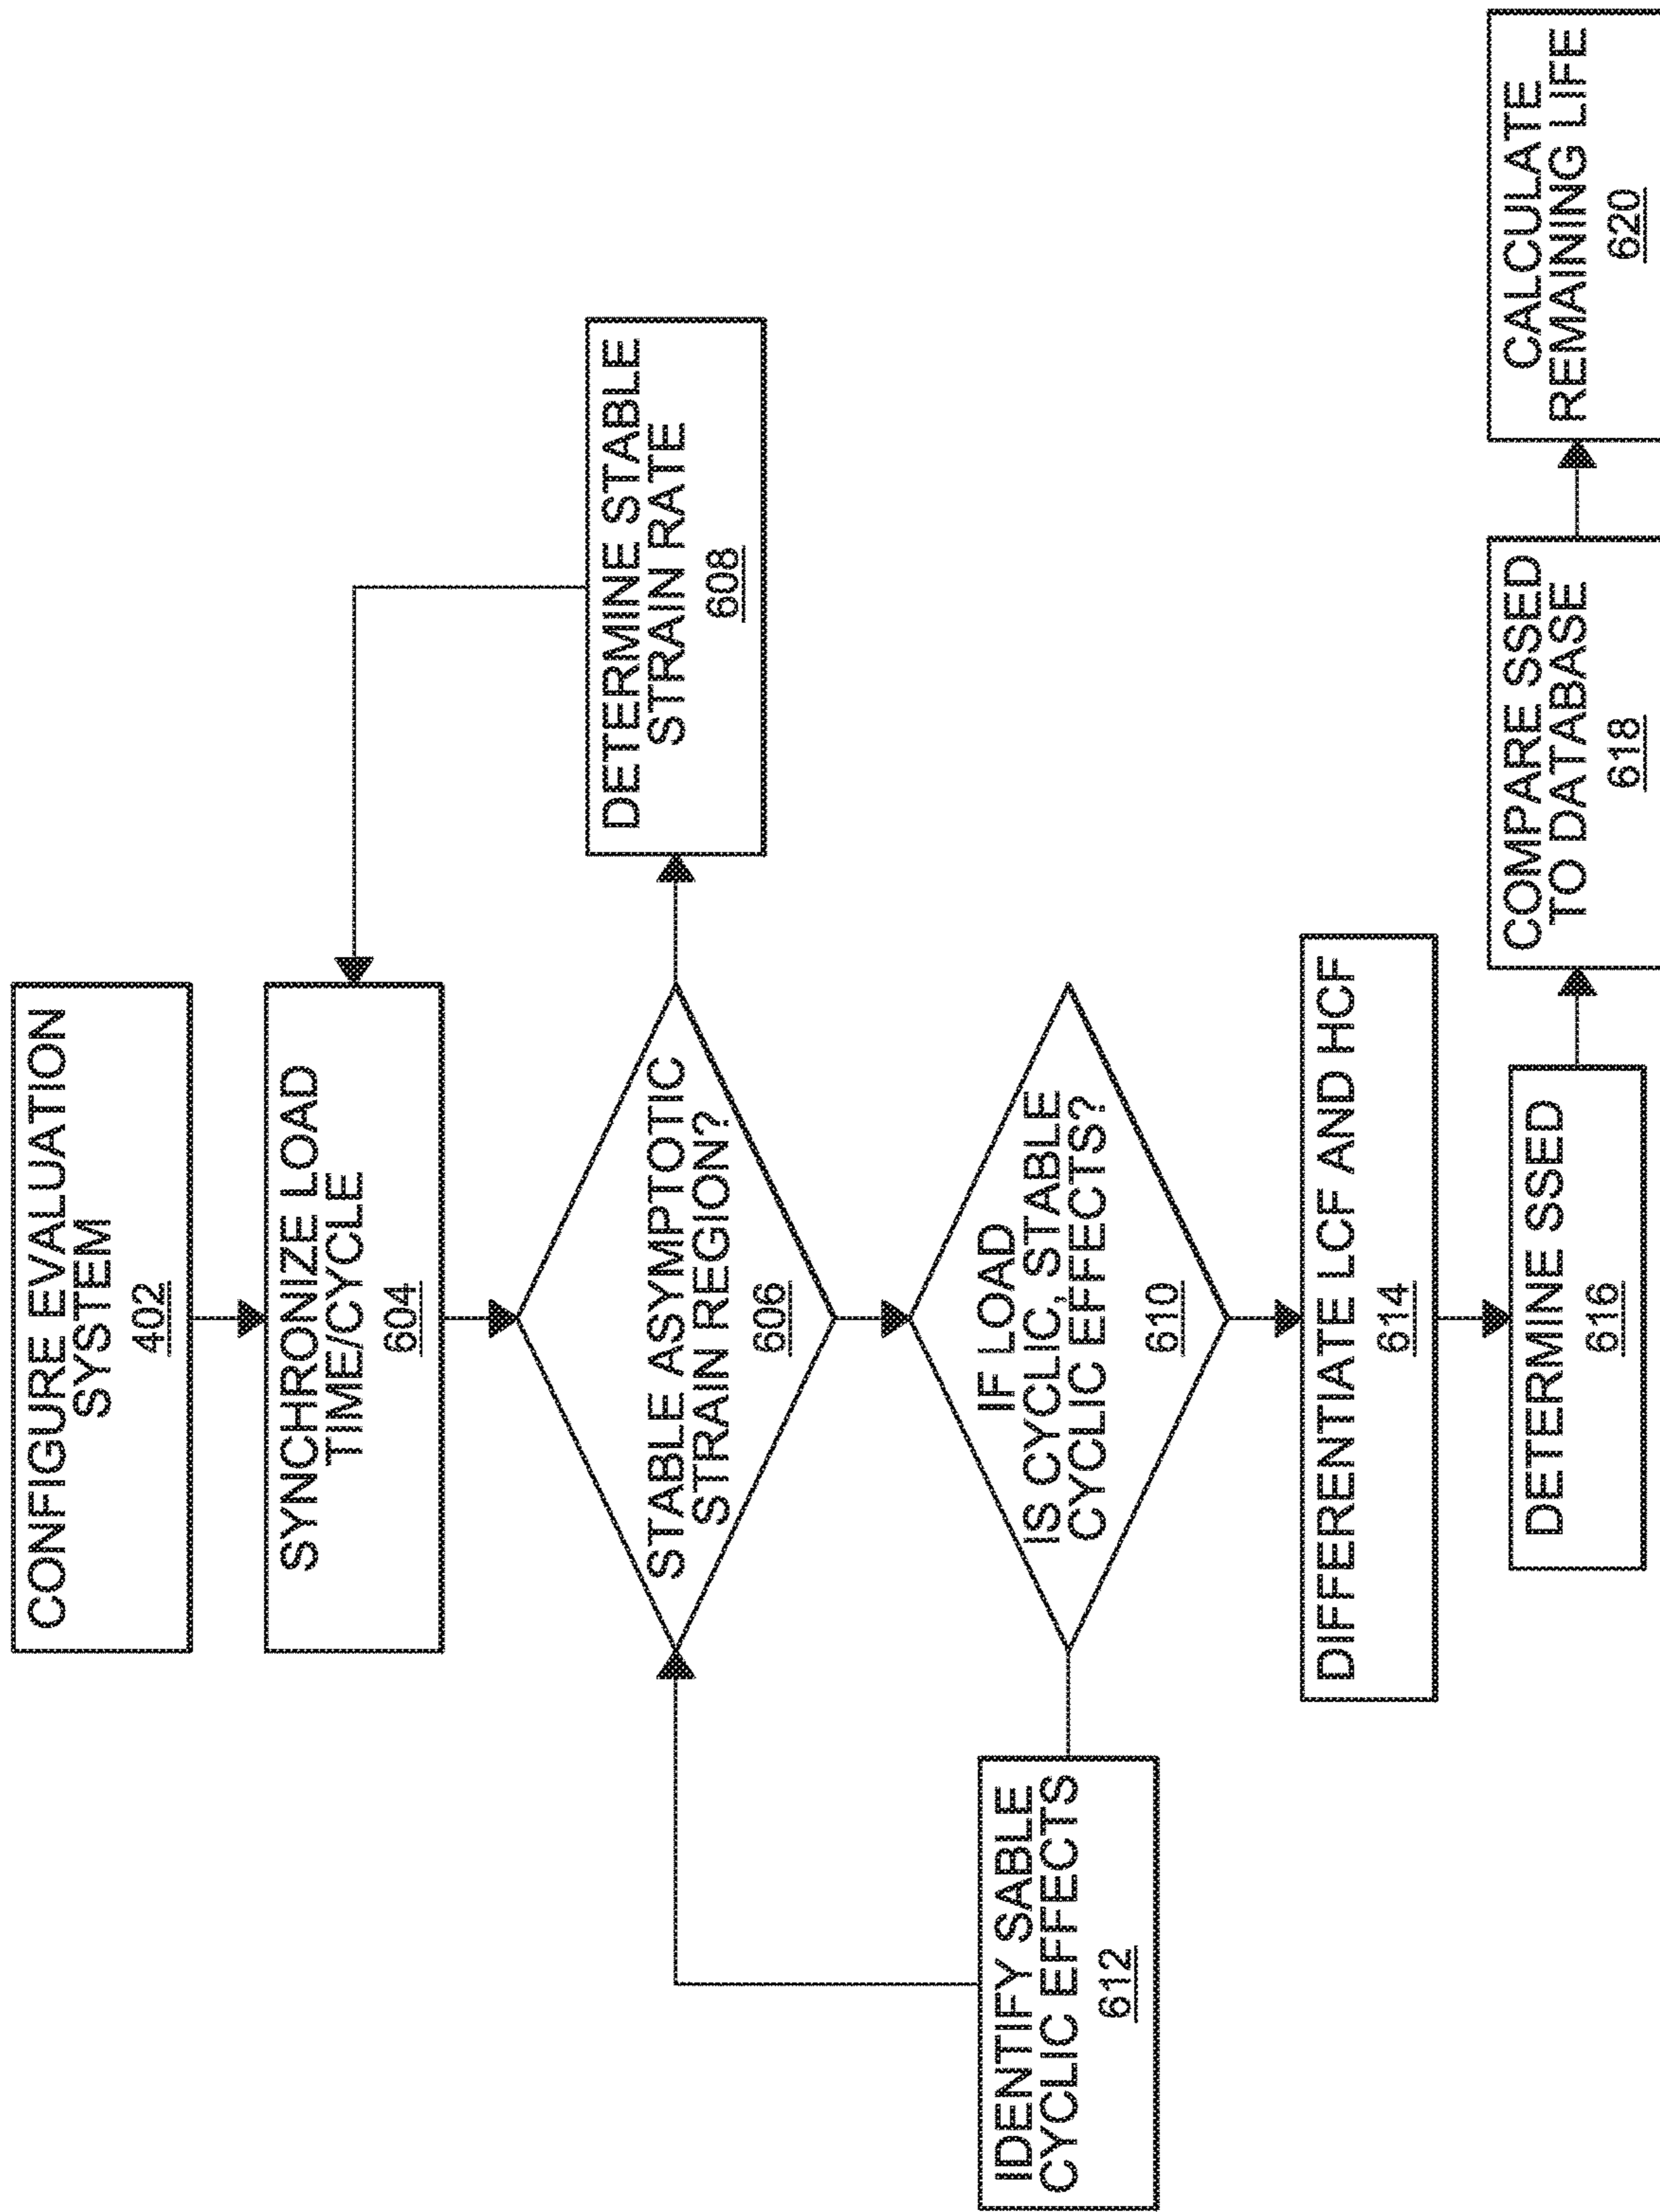 CONFIGURE EVALUATION
SYSTEM
402
SYNCHRONIZE LOAD
TIME/CYCLE
604
STABLE ASYMPTOTIC
STRAIN REGION?
606
DETERMINE STABLE
STRAIN RATE
608
IF LOAD
IS CYCLIC, STABLE
CYCLIC EFFECTS?
610
IDENTIFY SABLE
CYCLIC EFFECTS
612
DIFFERENTIATE LCF AND HCF
614
DETERMINE SSED
616
COMPARE SSED
TO DATABASE
618
CALCULATE
REMAINING LIFE
620